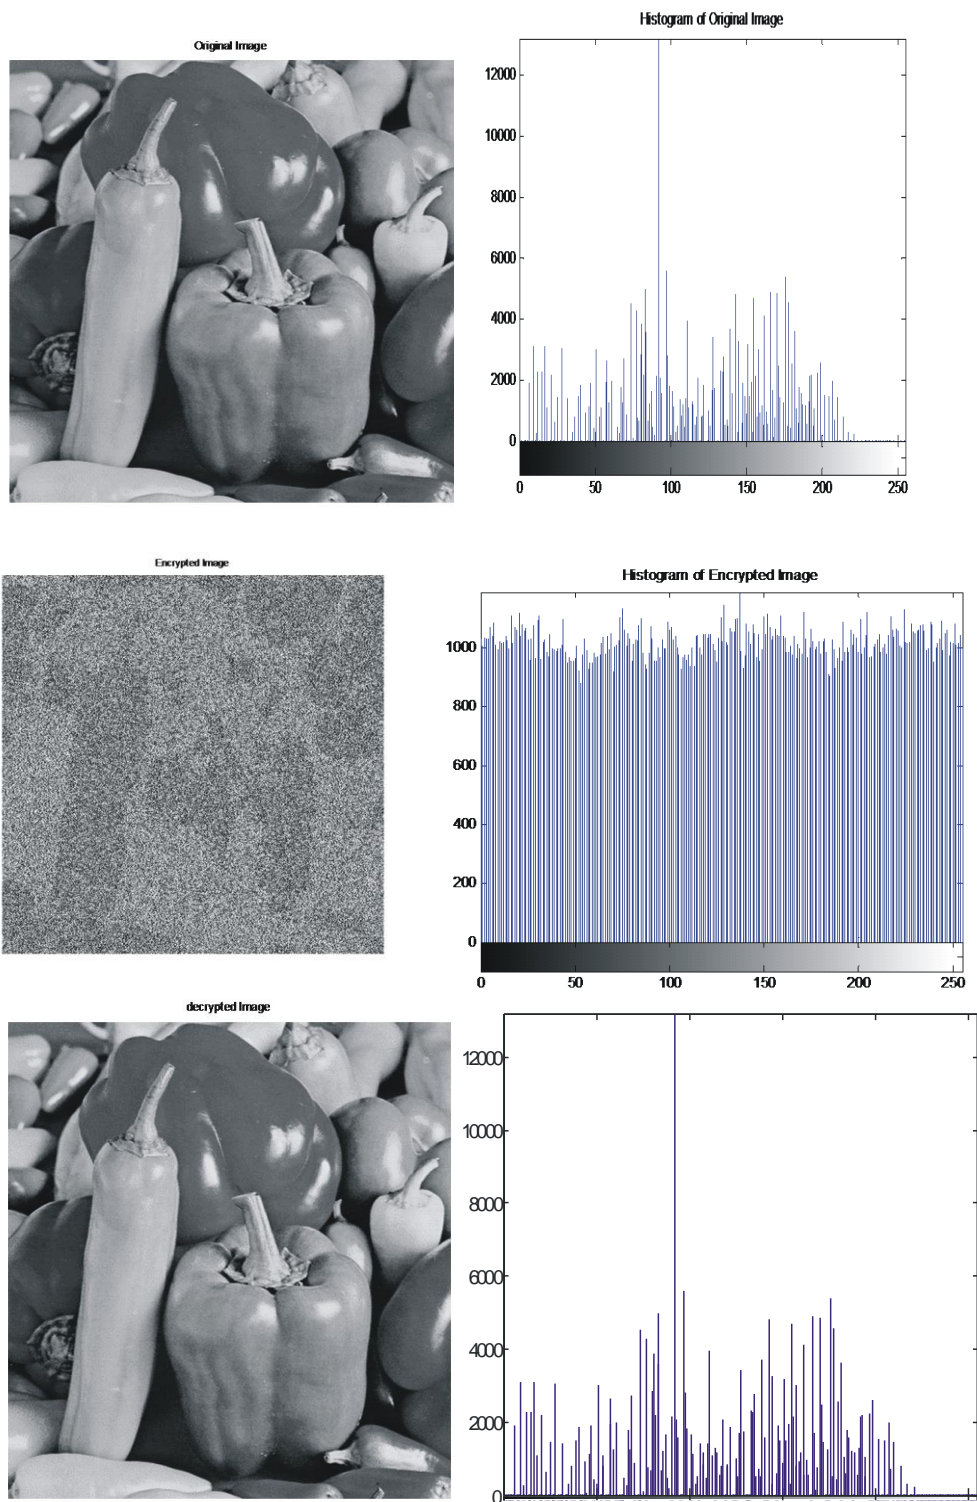 Original Image
Histogram of Original Image
12000
10000
8000
6000
4000
2000
0
0 50 100 150 200 250
Encrypted Image
Histogram of Encrypted Image
1000
800
600
400
200
0
0 50 100 150 200 250
decrypted Image
12000
10000
8000
6000
4000
2000
0